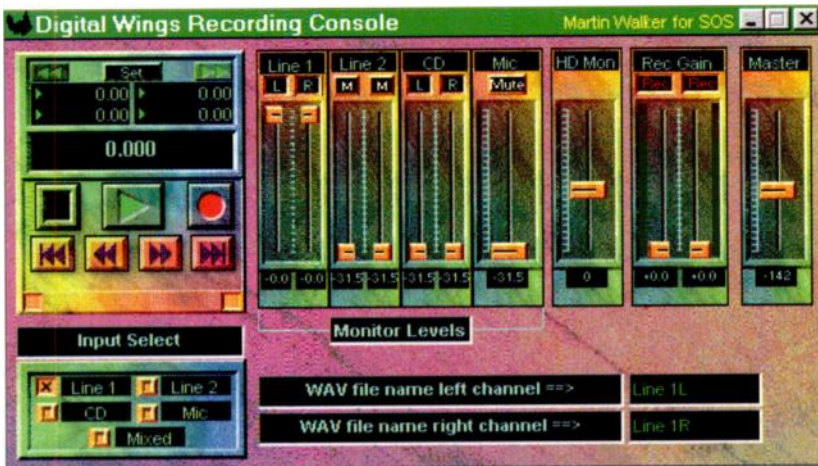 Digital Wings Recording Console
Martin Walker for SOS
Set
0.00 0.00
0.00 0.00
0.000
Line 1 Line 2 CD Mic HD Mon Rec Gain Master
L R M M L R Mute Rec Rec
-0.0 -0.0 -31.5 -31.5 -31.5 -31.5 -31.5 0 +0.0 +0.0 -142
Monitor Levels
Input Select
Line 1 Line 2
CD Mic
Mixed
WAV file name left channel ==> Line 1L
WAV file name right channel ==> Line 1R